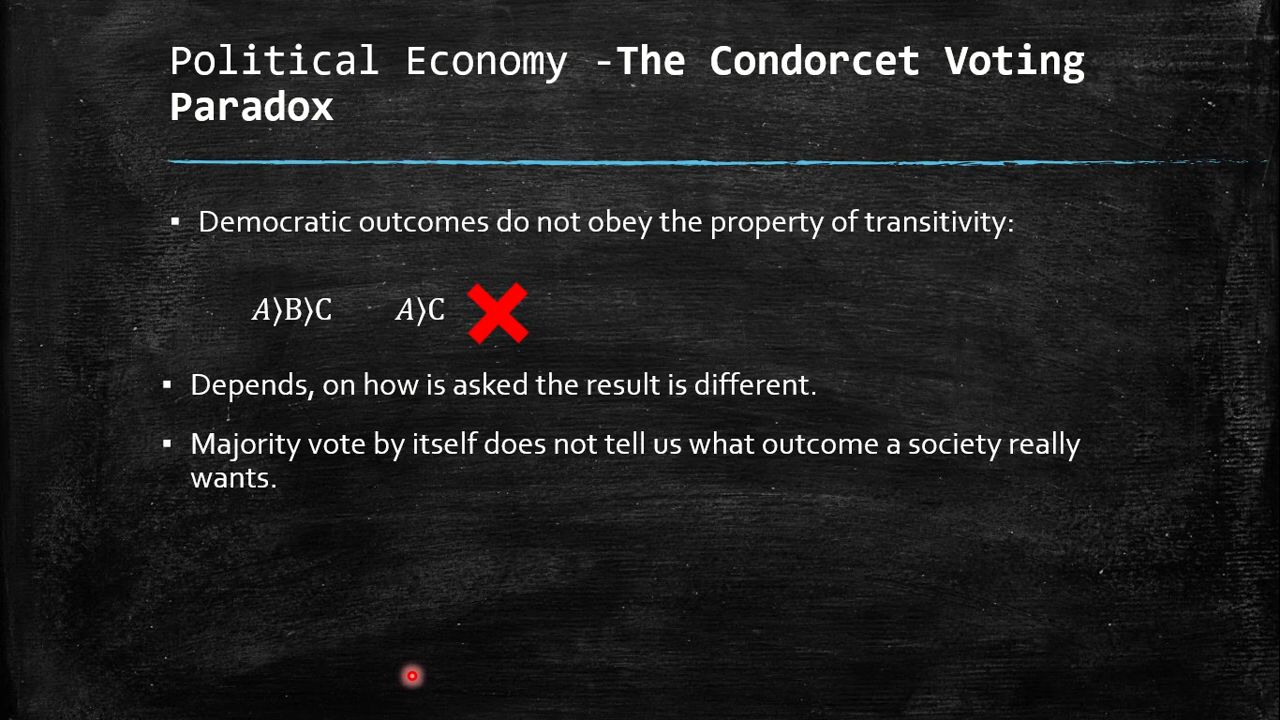 Political Economy -The Condorcet Voting
Paradox
▪ Democratic outcomes do not obey the property of transitivity:
A⟩B⟩C A⟩C
▪ Depends, on how is asked the result is different.
▪ Majority vote by itself does not tell us what outcome a society really
wants.